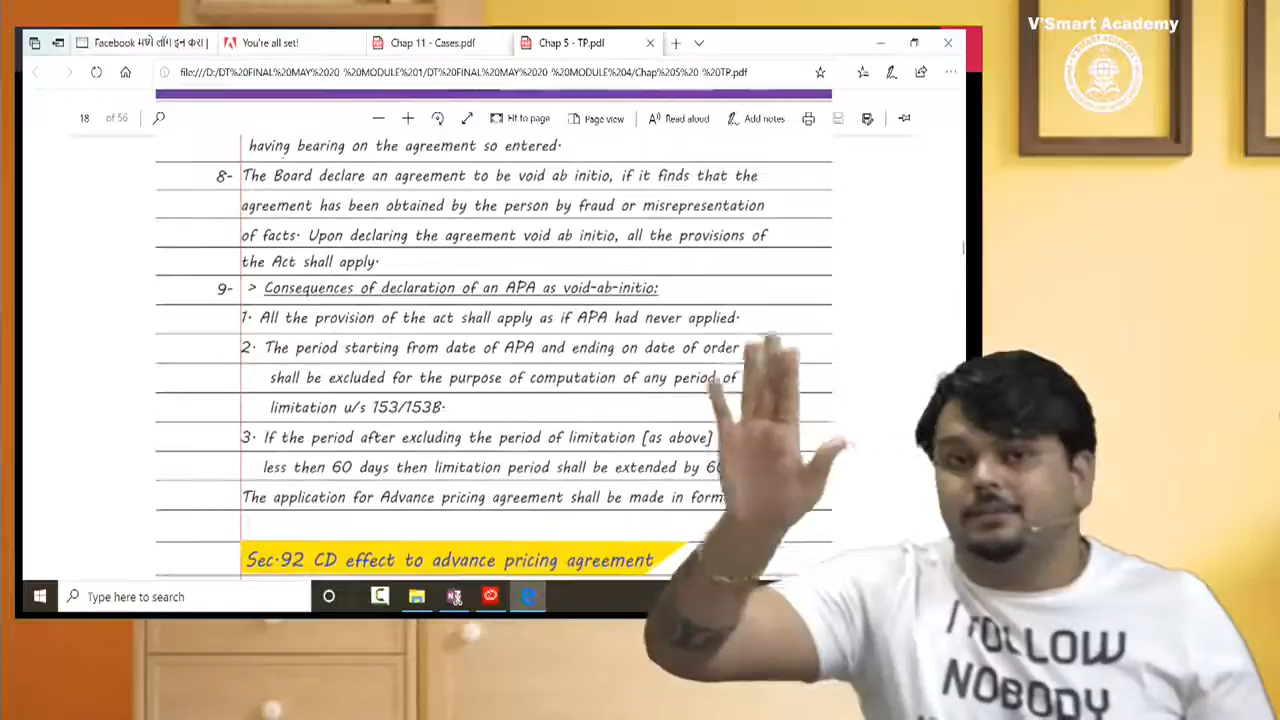 V'Smart Academy
Facebook मध्ये लॉग इन करा |
You're all set!
Chap 11 - Cases.pdf
Chap 5 - TP.pdf
file:///D:/DT%20FINAL%20MAY%2020 %20MODULE%201/DT%20FINAL%20MAY%2020 %20MODULE%204/Chap%205%20 %20TP.pdf
18 of 56
Fit to page
Page view
Read aloud
Add notes
having bearing on the agreement so entered.
8- The Board declare an agreement to be void ab initio, if it finds that the
agreement has been obtained by the person by fraud or misrepresentation
of facts. Upon declaring the agreement void ab initio, all the provisions of
the Act shall apply.
9- > Consequences of declaration of an APA as void-ab-initio:
1. All the provision of the act shall apply as if APA had never applied.
2. The period starting from date of APA and ending on date of order
shall be excluded for the purpose of computation of any period of
limitation u/s 153/153B.
3. If the period after excluding the period of limitation [as above]
less then 60 days then limitation period shall be extended by
The application for Advance pricing agreement shall be made in form
Sec.92 CD effect to advance pricing agreement
Type here to search
I FOLLOW
NOBODY